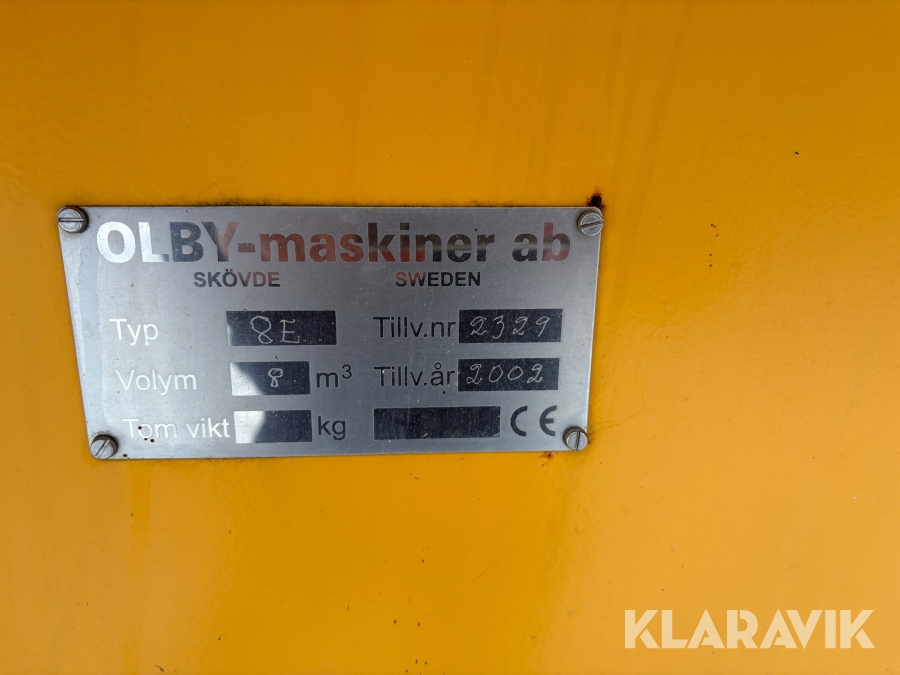 OLBY-maskiner ab
SKÖVDE SWEDEN
Typ 8E Tillv.nr 2329
Volym 8 m³ Tillv.år 2002
Tom vikt kg CE
KLARAVIK